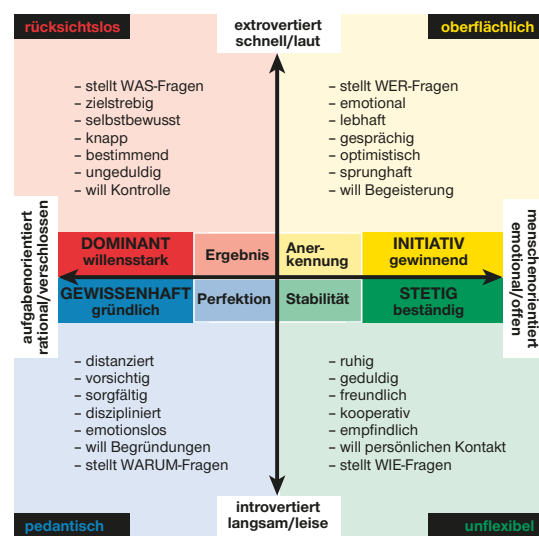 rücksichtslos
extrovertiert
schnell/laut
oberflächlich
– stellt WAS-Fragen
– zielstrebig
– selbstbewusst
– knapp
– bestimmend
– ungeduldig
– will Kontrolle
– stellt WER-Fragen
– emotional
– lebhaft
– gesprächig
– optimistisch
– sprunghaft
– will Begeisterung
aufgabenorientiert
rational/verschlossen
DOMINANT
willensstark
Ergebnis
Aner-
kennung
INITIATIV
gewinnend
menschenorientiert
emotional/offen
GEWISSENHAFT
gründlich
Perfektion
Stabilität
STETIG
beständig
– distanziert
– vorsichtig
– sorgfältig
– diszipliniert
– emotionslos
– will Begründungen
– stellt WARUM-Fragen
– ruhig
– geduldig
– freundlich
– kooperativ
– empfindlich
– will persönlichen Kontakt
– stellt WIE-Fragen
pedantisch
introvertiert
langsam/leise
unflexibel